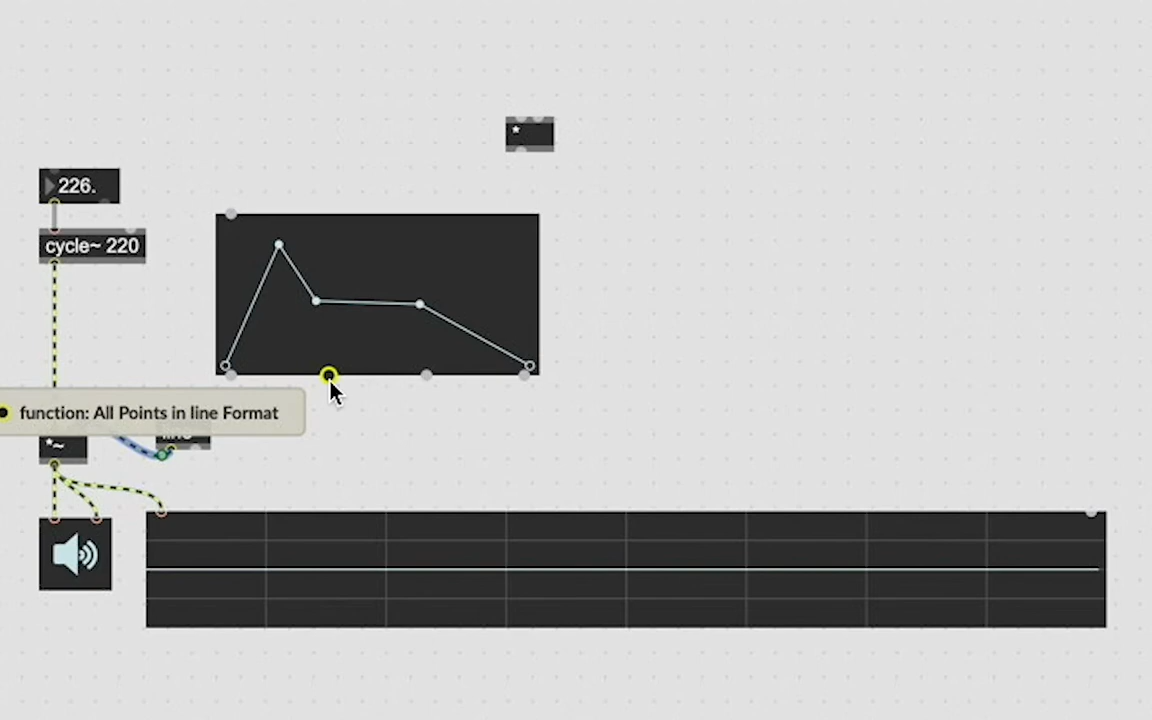 *
226.
cycle~ 220
function: All Points in line Format
*~